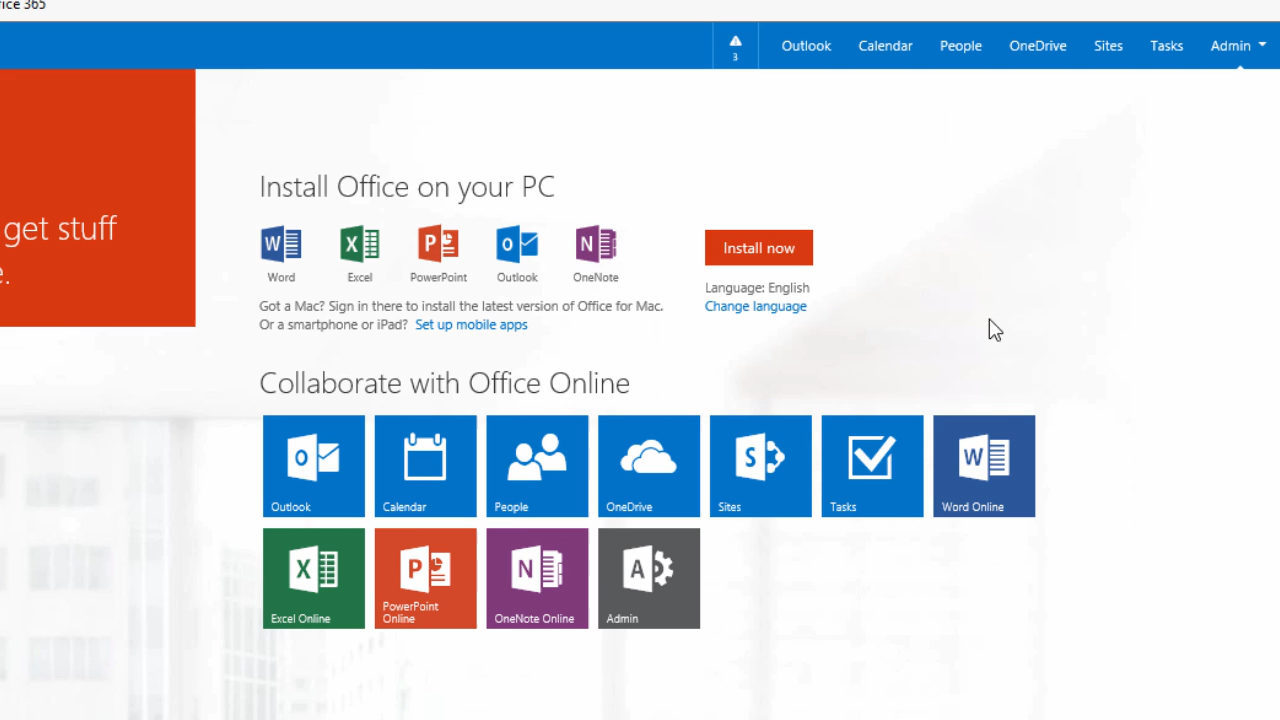 ice 365
3
Outlook Calendar People OneDrive Sites Tasks Admin
get stuff
e.
Install Office on your PC
Word Excel PowerPoint Outlook OneNote
Install now
Language: English
Change language
Got a Mac? Sign in there to install the latest version of Office for Mac.
Or a smartphone or iPad? Set up mobile apps
Collaborate with Office Online
Outlook Calendar People OneDrive Sites Tasks Word Online
Excel Online PowerPoint Online OneNote Online Admin